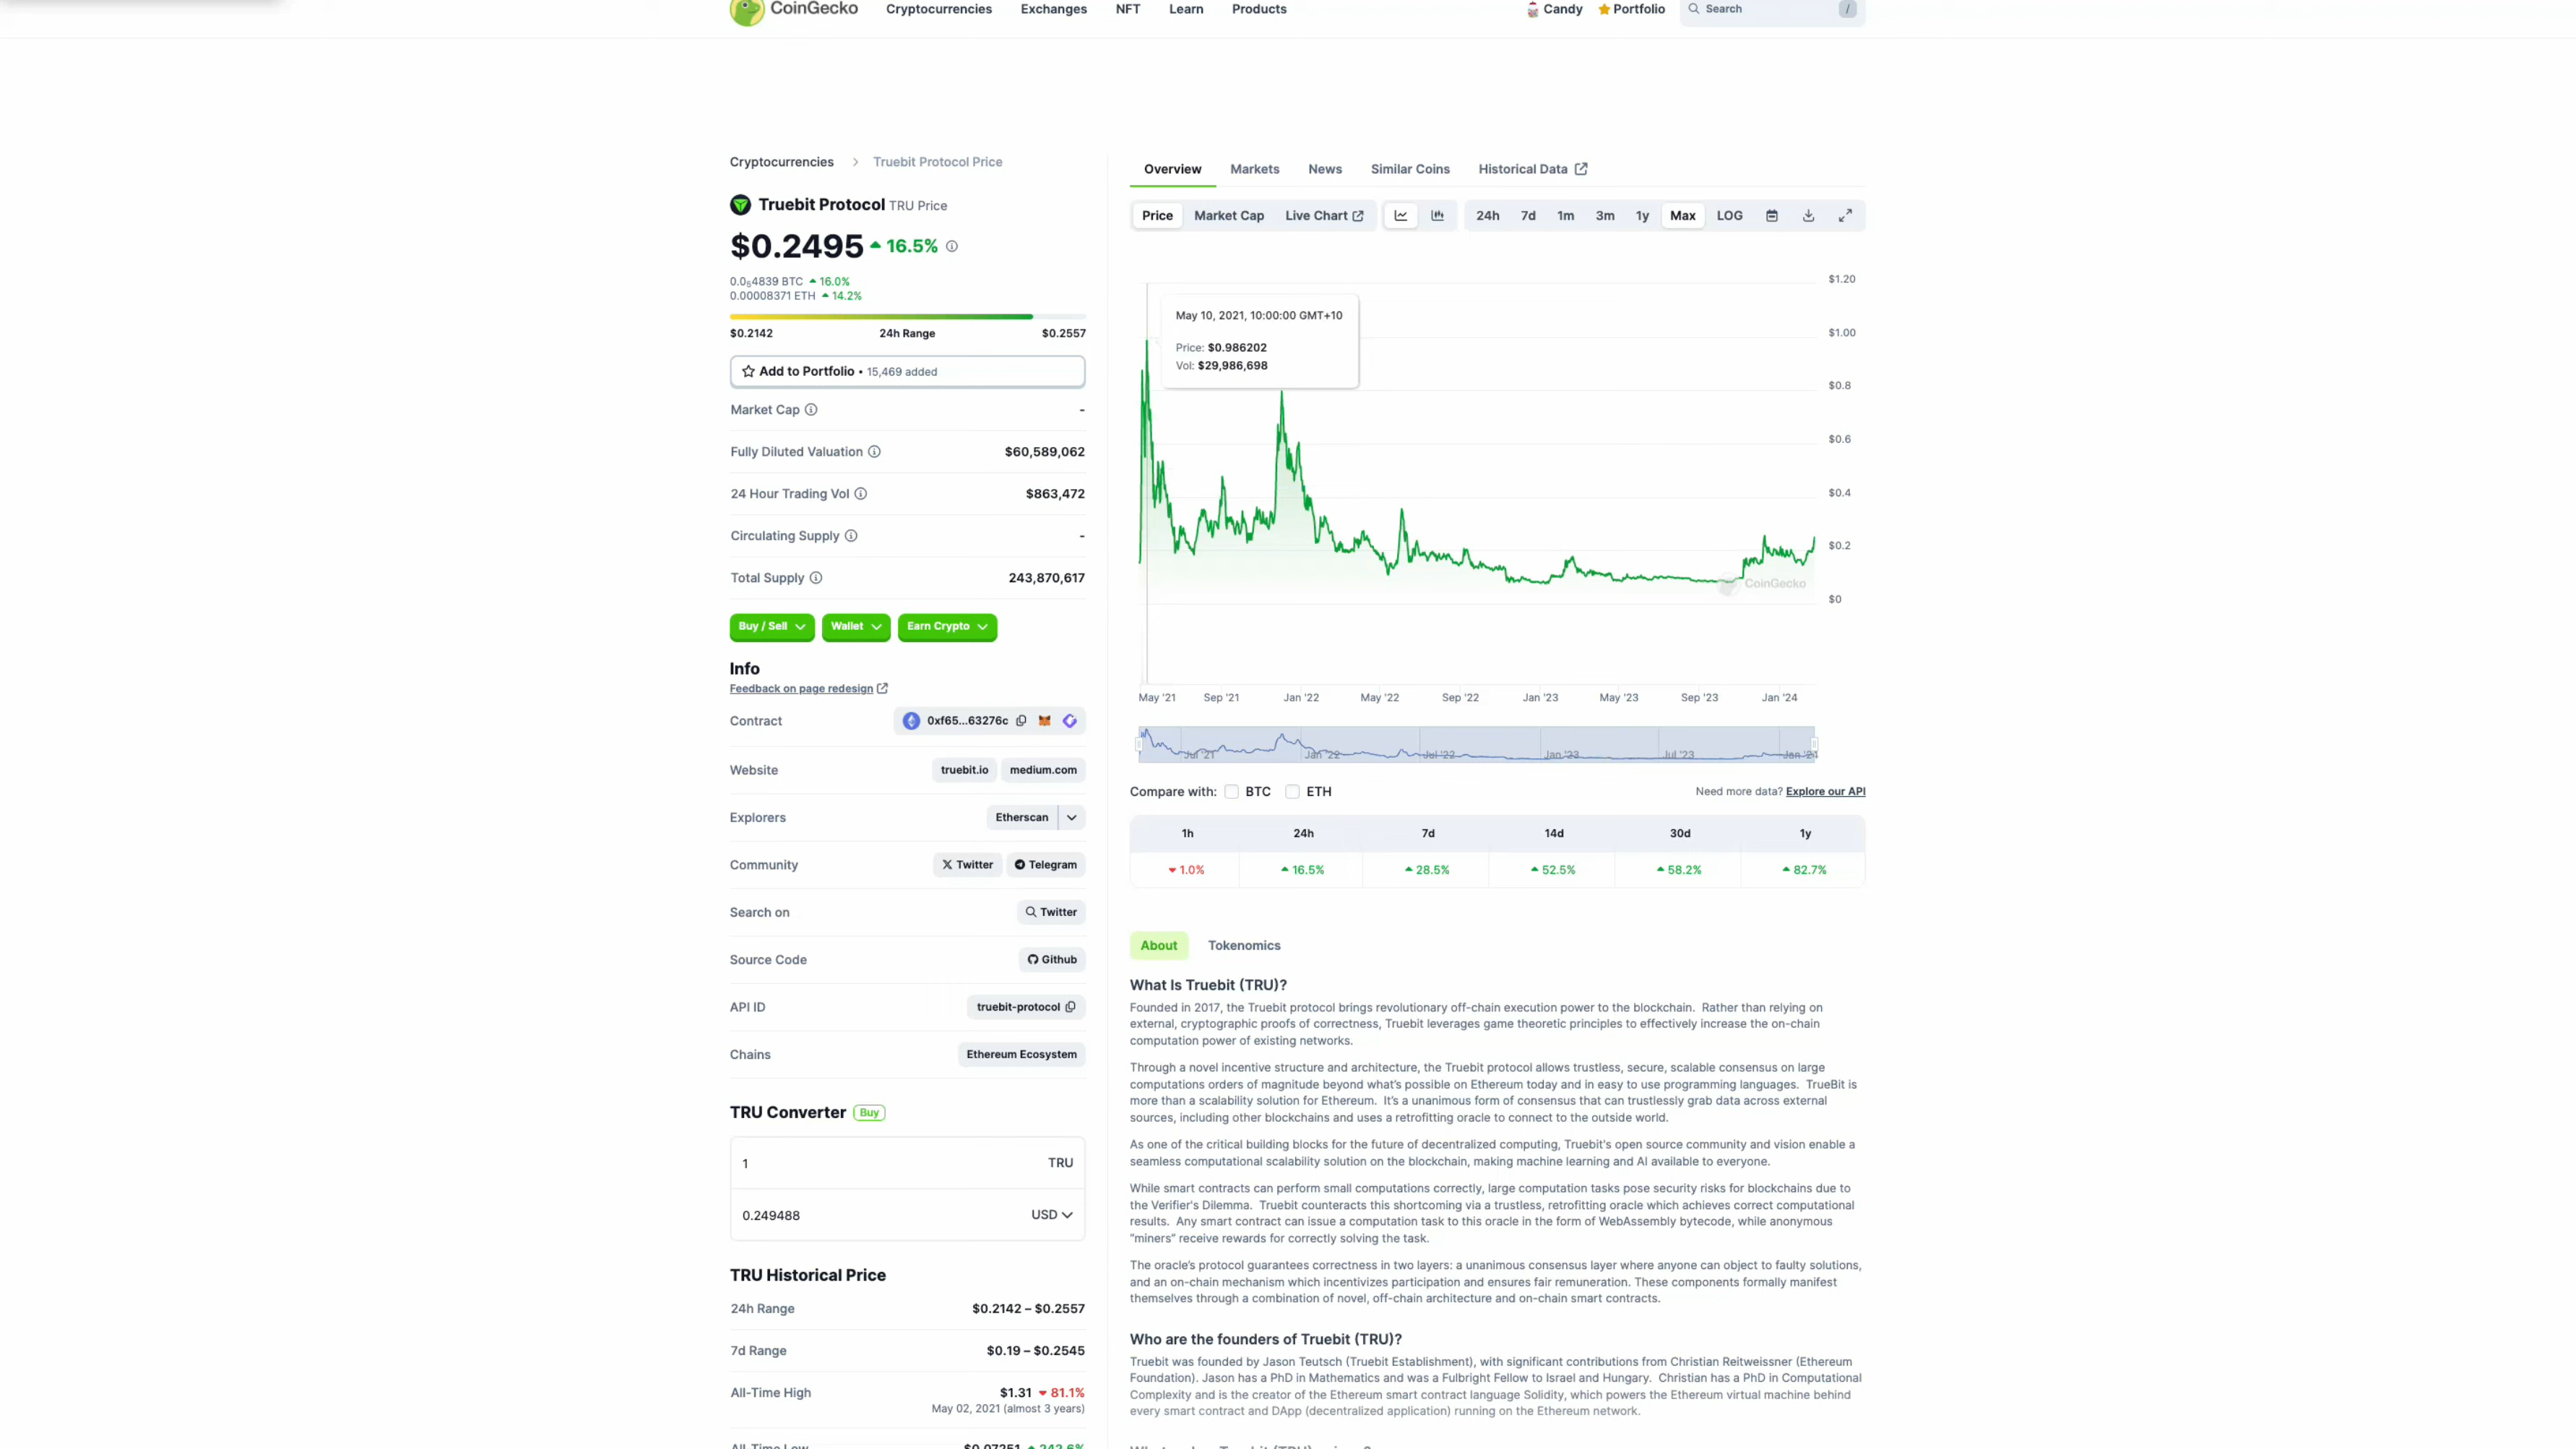 CoinGecko
Cryptocurrencies
Exchanges
NFT
Learn
Products
Candy
Portfolio
Search
/
Cryptocurrencies
Truebit Protocol Price
Truebit Protocol TRU Price
$0.2495 16.5%
0.0₅4839 BTC 16.0%
0.00008371 ETH 14.2%
$0.2142 24h Range $0.2557
Add to Portfolio • 15,469 added
Market Cap -
Fully Diluted Valuation $60,589,062
24 Hour Trading Vol $863,472
Circulating Supply -
Total Supply 243,870,617
Buy / Sell Wallet Earn Crypto
Info
Feedback on page redesign
Contract 0xf65...63276c
Website truebit.io medium.com
Explorers Etherscan
Community Twitter Telegram
Search on Twitter
Source Code Github
API ID truebit-protocol
Chains Ethereum Ecosystem
TRU Converter Buy
1 TRU
0.249488 USD
TRU Historical Price
24h Range $0.2142 – $0.2557
7d Range $0.19 – $0.2545
All-Time High $1.31 81.1%
May 02, 2021 (almost 3 years)
All-Time Low $0.07251 242.6%
Overview Markets News Similar Coins Historical Data
Price Market Cap Live Chart 24h 7d 1m 3m 1y Max LOG
$1.20
$1.00
$0.8
$0.6
$0.4
$0.2
$0
May 10, 2021, 10:00:00 GMT+10
Price: $0.986202
Vol: $29,986,698
CoinGecko
May '21 Sep '21 Jan '22 May '22 Sep '22 Jan '23 May '23 Sep '23 Jan '24
Jul '21 Jan '22 Jul '22 Jan '23 Jul '23 Jan '24
Compare with: BTC ETH
Need more data? Explore our API
1h 24h 7d 14d 30d 1y
1.0% 16.5% 28.5% 52.5% 58.2% 82.7%
About Tokenomics
What Is Truebit (TRU)?
Founded in 2017, the Truebit protocol brings revolutionary off-chain execution power to the blockchain. Rather than relying on
external, cryptographic proofs of correctness, Truebit leverages game theoretic principles to effectively increase the on-chain
computation power of existing networks.
Through a novel incentive structure and architecture, the Truebit protocol allows trustless, secure, scalable consensus on large
computations orders of magnitude beyond what's possible on Ethereum today and in easy to use programming languages. TrueBit is
more than a scalability solution for Ethereum. It's a unanimous form of consensus that can trustlessly grab data across external
sources, including other blockchains and uses a retrofitting oracle to connect to the outside world.
As one of the critical building blocks for the future of decentralized computing, Truebit's open source community and vision enable a
seamless computational scalability solution on the blockchain, making machine learning and AI available to everyone.
While smart contracts can perform small computations correctly, large computation tasks pose security risks for blockchains due to
the Verifier's Dilemma. Truebit counteracts this shortcoming via a trustless, retrofitting oracle which achieves correct computational
results. Any smart contract can issue a computation task to this oracle in the form of WebAssembly bytecode, while anonymous
"miners" receive rewards for correctly solving the task.
The oracle's protocol guarantees correctness in two layers: a unanimous consensus layer where anyone can object to faulty solutions,
and an on-chain mechanism which incentivizes participation and ensures fair remuneration. These components formally manifest
themselves through a combination of novel, off-chain architecture and on-chain smart contracts.
Who are the founders of Truebit (TRU)?
Truebit was founded by Jason Teutsch (Truebit Establishment), with significant contributions from Christian Reitweissner (Ethereum
Foundation). Jason has a PhD in Mathematics and was a Fulbright Fellow to Israel and Hungary. Christian has a PhD in Computational
Complexity and is the creator of the Ethereum smart contract language Solidity, which powers the Ethereum virtual machine behind
every smart contract and DApp (decentralized application) running on the Ethereum network.